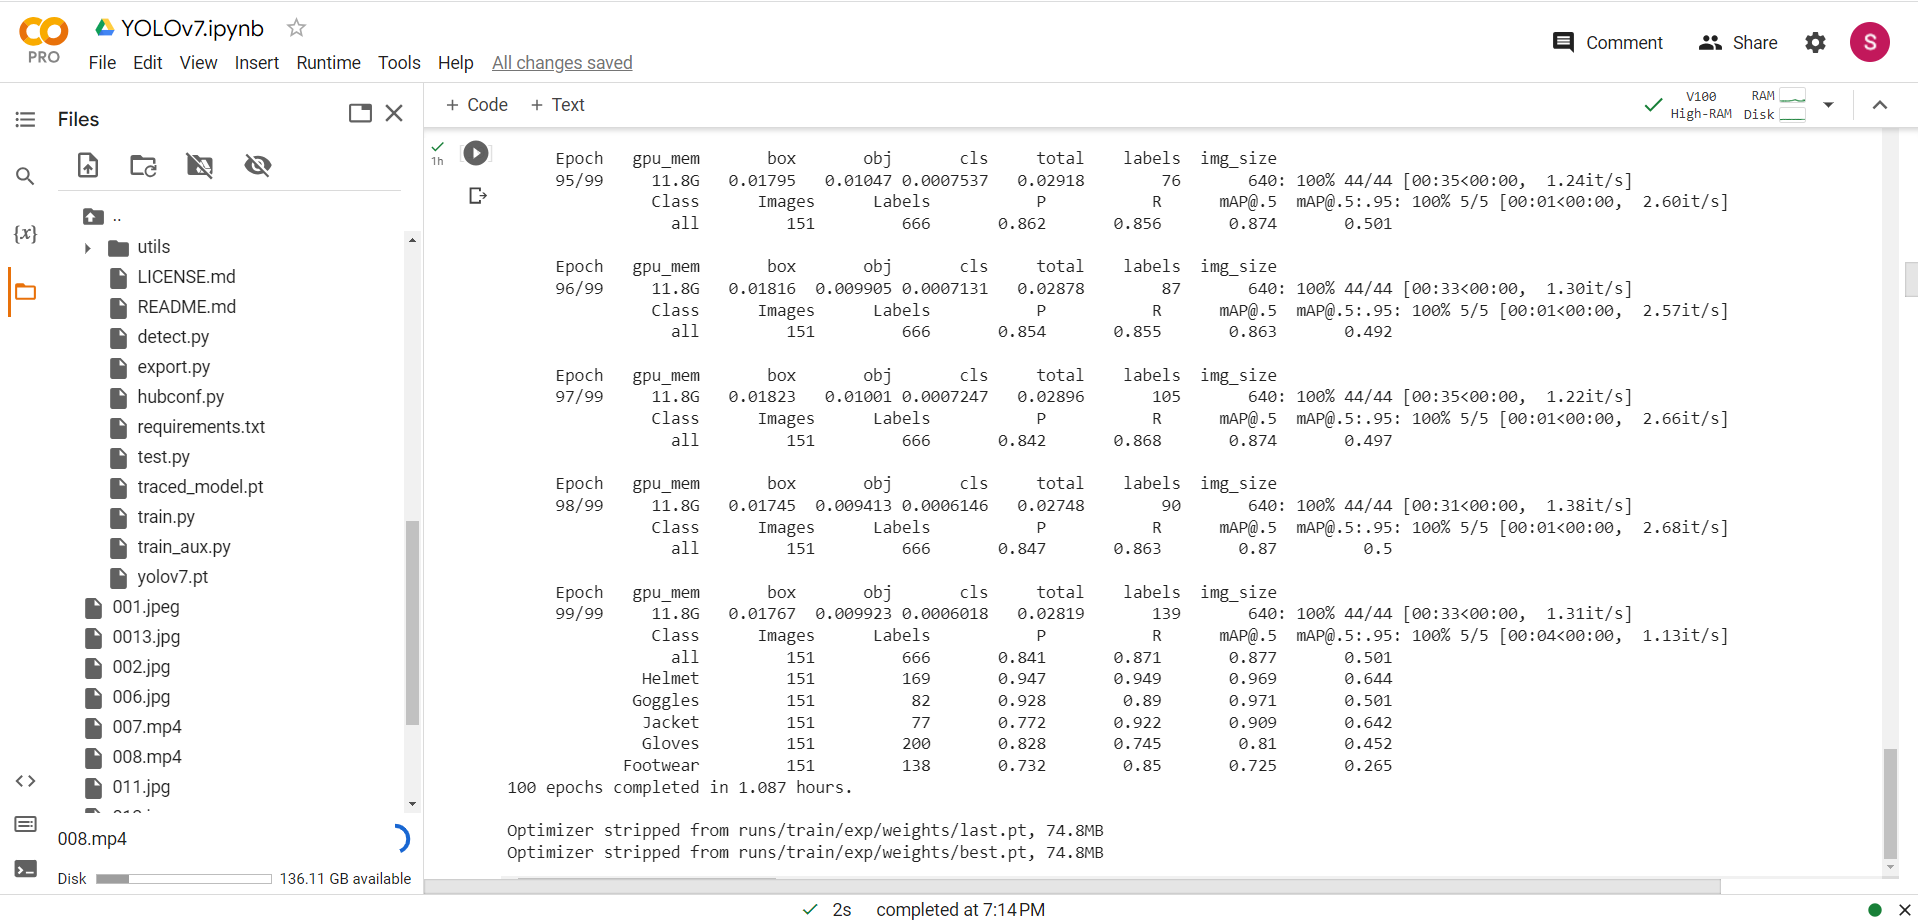 CO PRO
YOLOv7.ipynb
File Edit View Insert Runtime Tools Help All changes saved
Comment Share S
Files
{x}
..
utils
LICENSE.md
README.md
detect.py
export.py
hubconf.py
requirements.txt
test.py
traced_model.pt
train.py
train_aux.py
yolov7.pt
001.jpeg
0013.jpg
002.jpg
006.jpg
007.mp4
008.mp4
011.jpg
008.mp4
Disk 136.11 GB available
+ Code + Text
V100 High-RAM
RAM
Disk
1h
Epoch gpu_mem box obj cls total labels img_size
95/99 11.8G 0.01795 0.01047 0.0007537 0.02918 76 640: 100% 44/44 [00:35<00:00, 1.24it/s]
Class Images Labels P R mAP@.5 mAP@.5:.95: 100% 5/5 [00:01<00:00, 2.60it/s]
all 151 666 0.862 0.856 0.874 0.501
Epoch gpu_mem box obj cls total labels img_size
96/99 11.8G 0.01816 0.009905 0.0007131 0.02878 87 640: 100% 44/44 [00:33<00:00, 1.30it/s]
Class Images Labels P R mAP@.5 mAP@.5:.95: 100% 5/5 [00:01<00:00, 2.57it/s]
all 151 666 0.854 0.855 0.863 0.492
Epoch gpu_mem box obj cls total labels img_size
97/99 11.8G 0.01823 0.01001 0.0007247 0.02896 105 640: 100% 44/44 [00:35<00:00, 1.22it/s]
Class Images Labels P R mAP@.5 mAP@.5:.95: 100% 5/5 [00:01<00:00, 2.66it/s]
all 151 666 0.842 0.868 0.874 0.497
Epoch gpu_mem box obj cls total labels img_size
98/99 11.8G 0.01745 0.009413 0.0006146 0.02748 90 640: 100% 44/44 [00:31<00:00, 1.38it/s]
Class Images Labels P R mAP@.5 mAP@.5:.95: 100% 5/5 [00:01<00:00, 2.68it/s]
all 151 666 0.847 0.863 0.87 0.5
Epoch gpu_mem box obj cls total labels img_size
99/99 11.8G 0.01767 0.009923 0.0006018 0.02819 139 640: 100% 44/44 [00:33<00:00, 1.31it/s]
Class Images Labels P R mAP@.5 mAP@.5:.95: 100% 5/5 [00:04<00:00, 1.13it/s]
all 151 666 0.841 0.871 0.877 0.501
Helmet 151 169 0.947 0.949 0.969 0.644
Goggles 151 82 0.928 0.89 0.971 0.501
Jacket 151 77 0.772 0.922 0.909 0.642
Gloves 151 200 0.828 0.745 0.81 0.452
Footwear 151 138 0.732 0.85 0.725 0.265
100 epochs completed in 1.087 hours.
Optimizer stripped from runs/train/exp/weights/last.pt, 74.8MB
Optimizer stripped from runs/train/exp/weights/best.pt, 74.8MB
2s completed at 7:14 PM